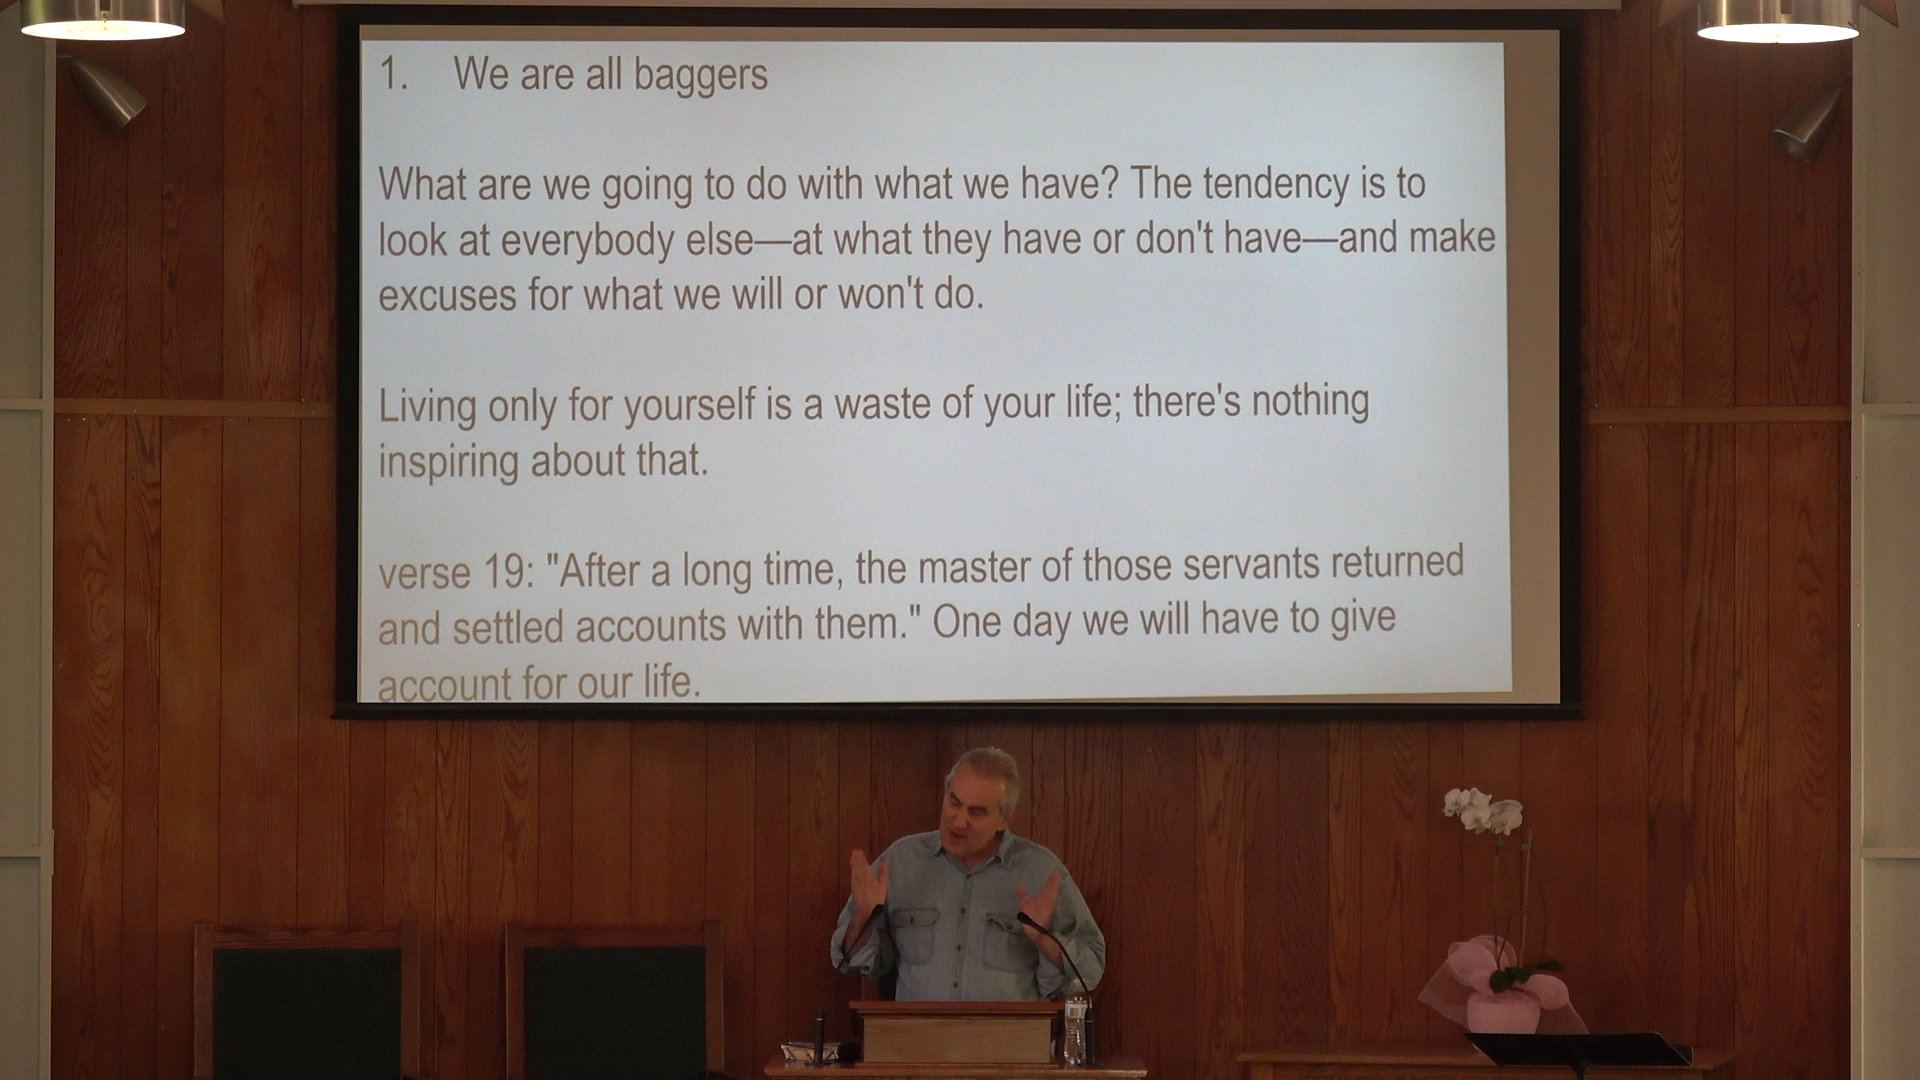 1. We are all baggers
What are we going to do with what we have? The tendency is to
look at everybody else—at what they have or don't have—and make
excuses for what we will or won't do.
Living only for yourself is a waste of your life; there's nothing
inspiring about that.
verse 19: "After a long time, the master of those servants returned
and settled accounts with them." One day we will have to give
account for our life.